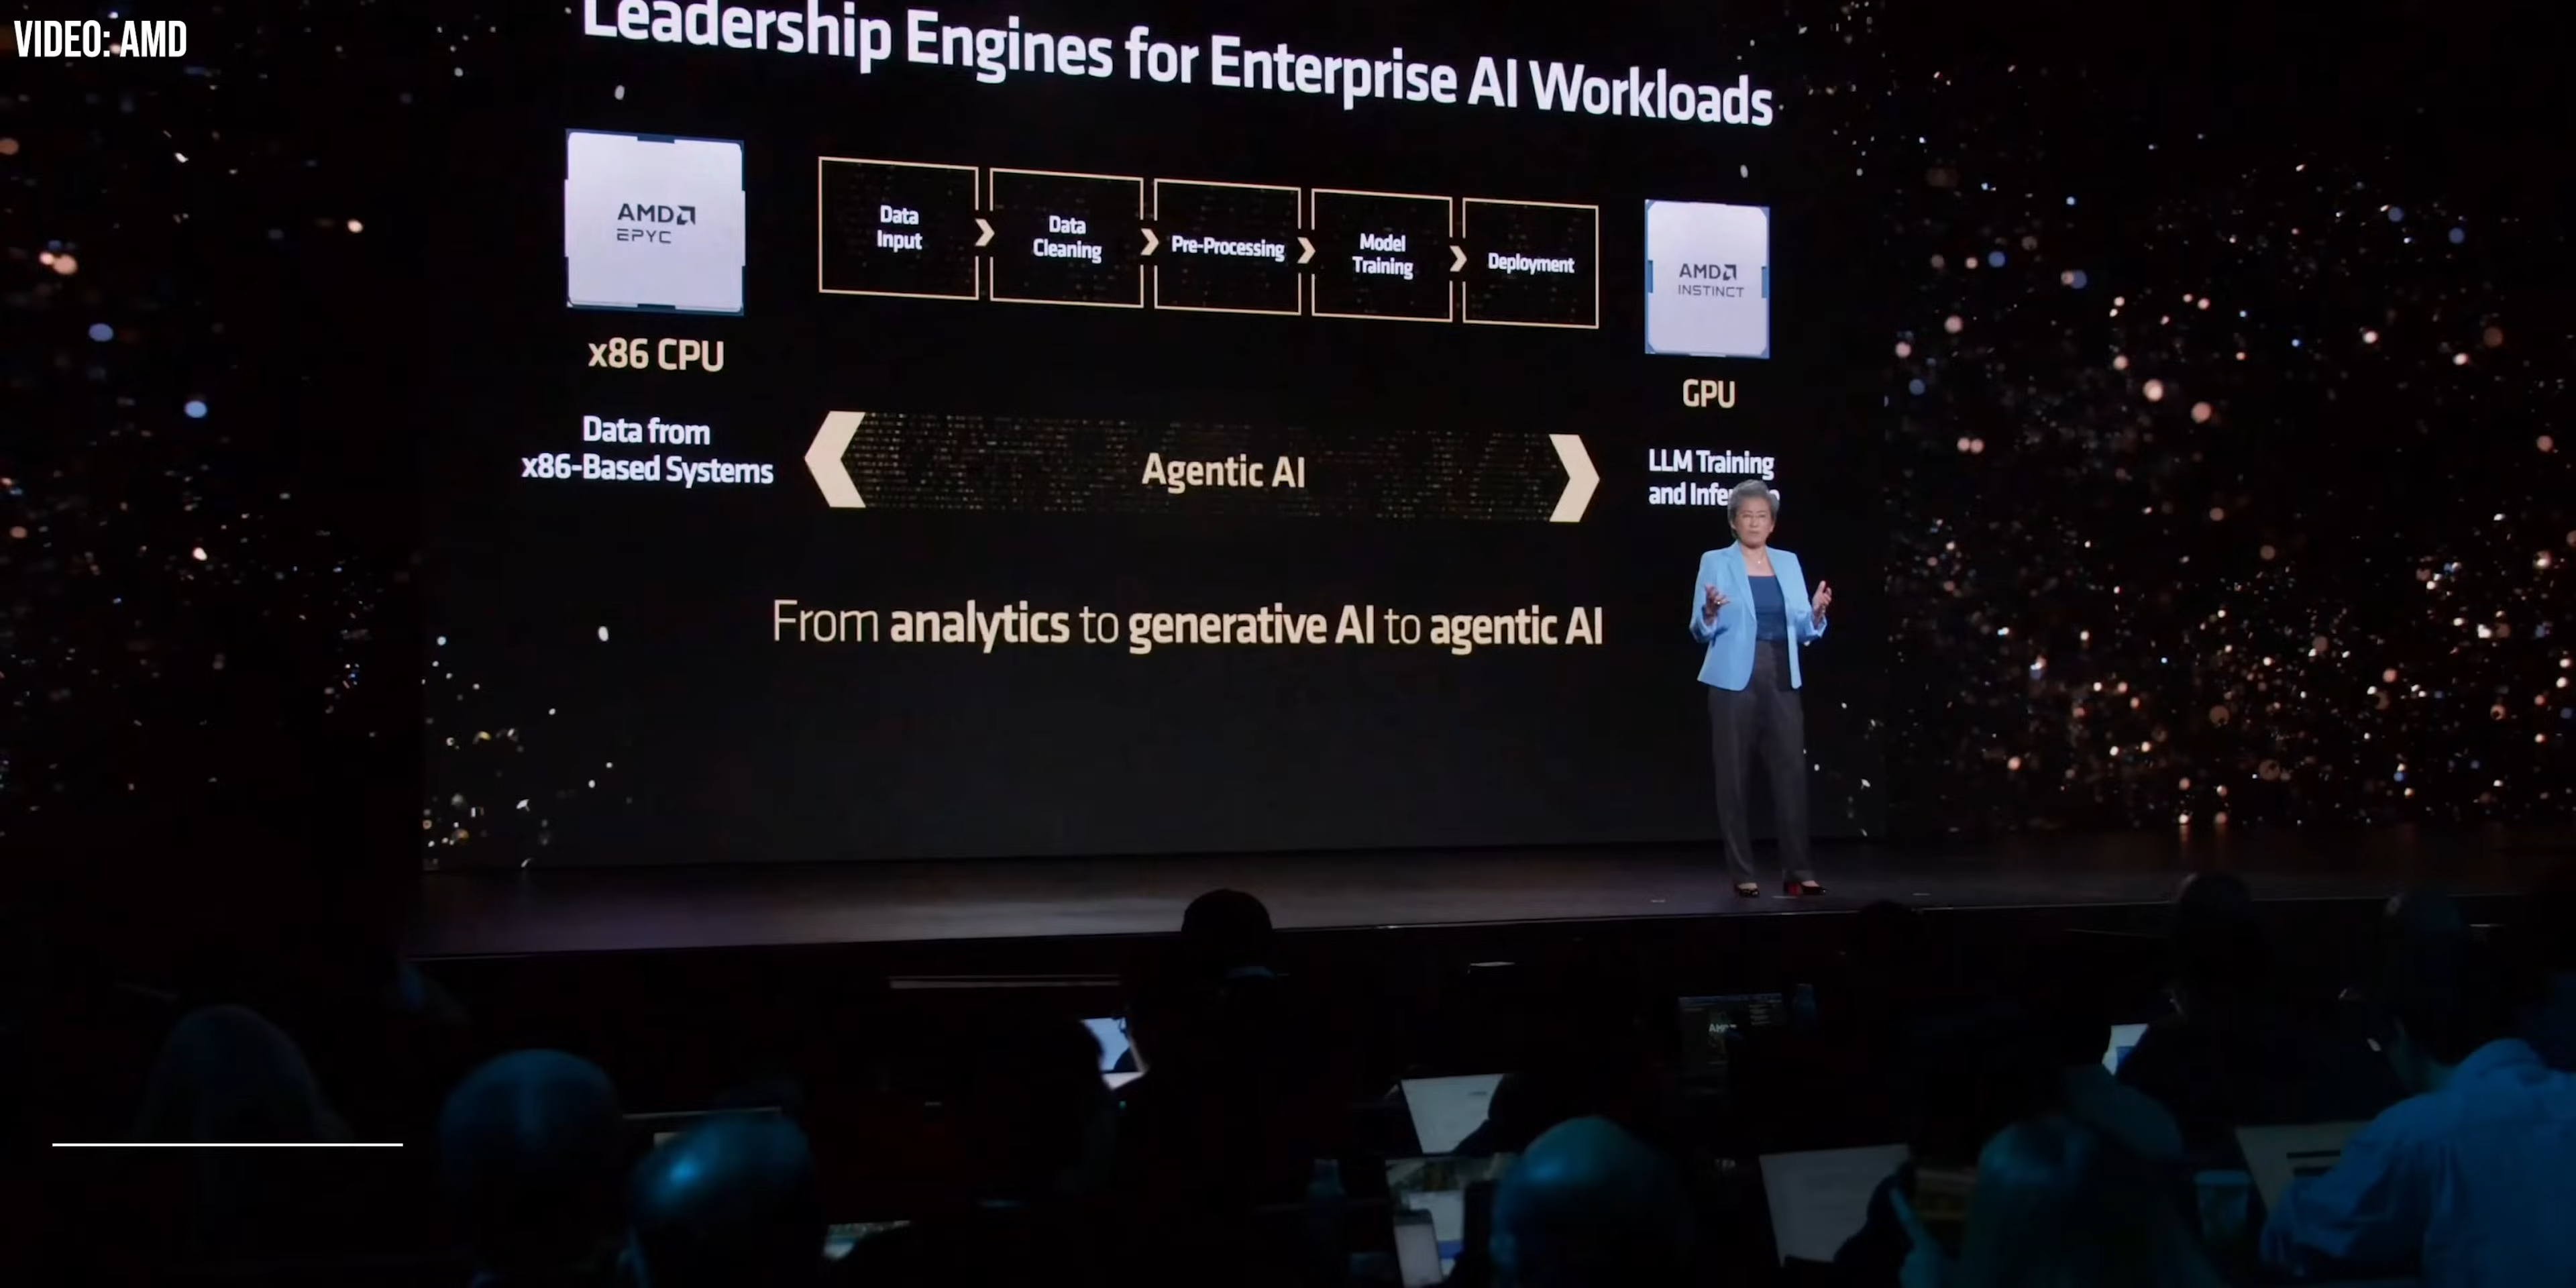 VIDEO: AMD
Leadership Engines for Enterprise AI Workloads
AMD
EPYC
x86 CPU
Data from
x86-Based Systems
Data
Input
Data
Cleaning
Pre-Processing
Model
Training
Deployment
Agentic AI
From analytics to generative AI to agentic AI
AMD
INSTINCT
GPU
LLM Training
and